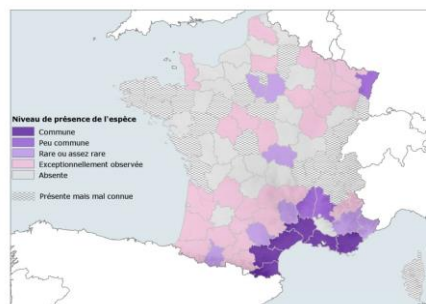 Niveau de présence de l'espèce
Commune
Peu commune
Rare ou assez rare
Exceptionnellement observée
Absente
Présente mais mal connue